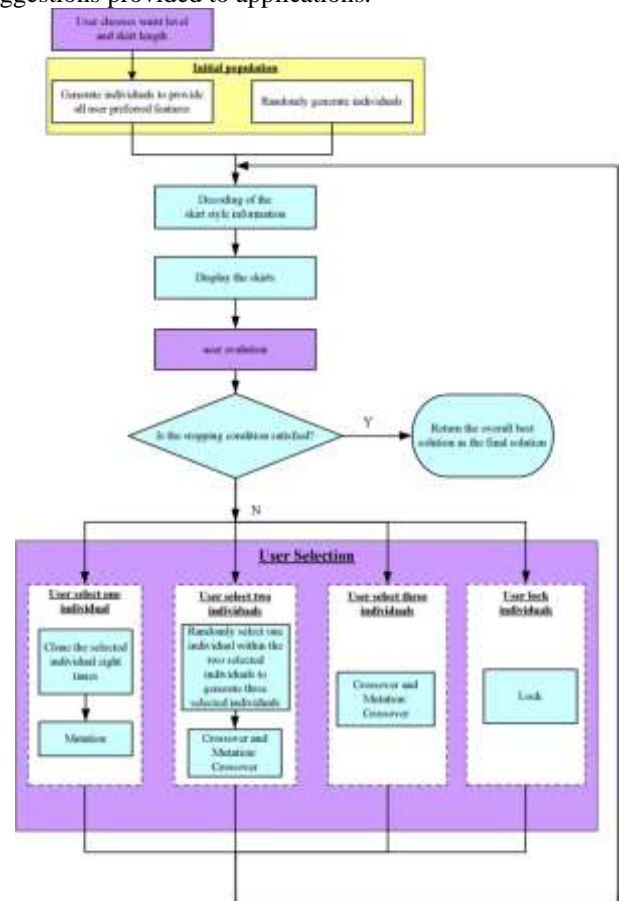 ggestions provided to applications.
User chooses waist level
and skirt length
Initial population
Generate individuals to provide
all user preferred features
Randomly generate individuals
Decoding of the
skirt style information
Display the skirts
user evolution
Is the stopping condition satisfied?
Y
Return the overall best
solution as the final solution
N
User Selection
User select one
individual
Clone the selected
individual eight
times
Mutation
User select two
individuals
Randomly select one
individual within the
two selected
individuals to
generate three
selected individuals
Crossover and
Mutation/
Crossover
User select three
individuals
Crossover and
Mutation/
Crossover
User lock
individuals
Lock